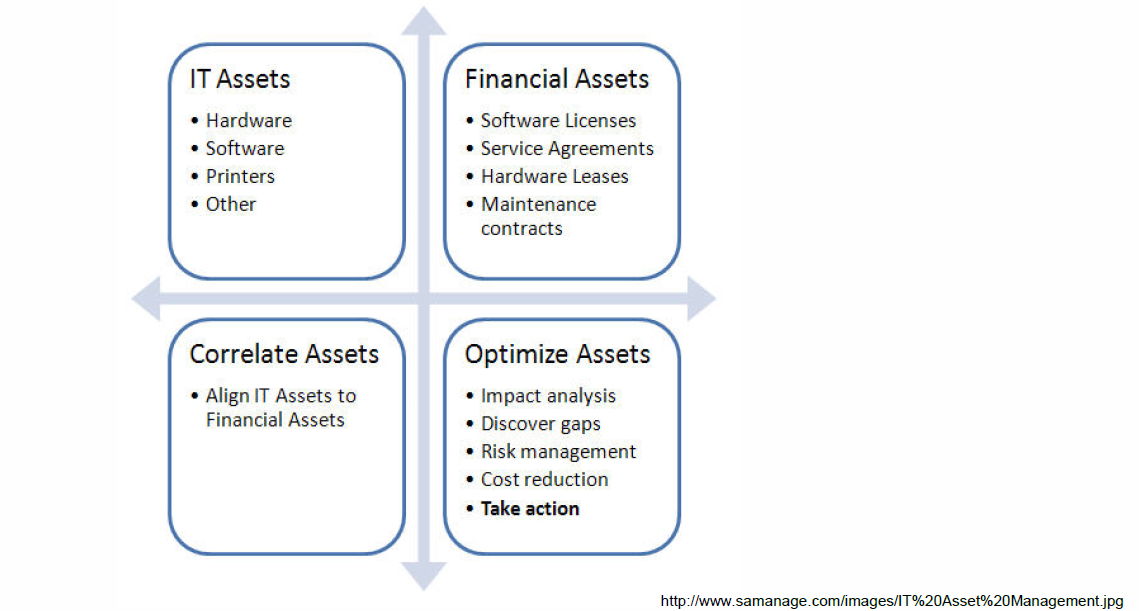 IT Assets
• Hardware
• Software
• Printers
• Other
Financial Assets
• Software Licenses
• Service Agreements
• Hardware Leases
• Maintenance
contracts
Correlate Assets
• Align IT Assets to
Financial Assets
Optimize Assets
• Impact analysis
• Discover gaps
• Risk management
• Cost reduction
• Take action
http://www.samanage.com/images/IT%20Asset%20Management.jpg